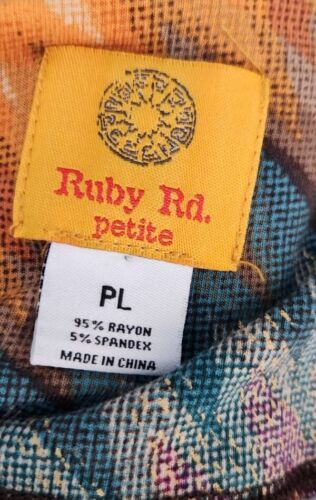 Ruby Rd.
petite
PL
95% RAYON
5% SPANDEX
MADE IN CHINA